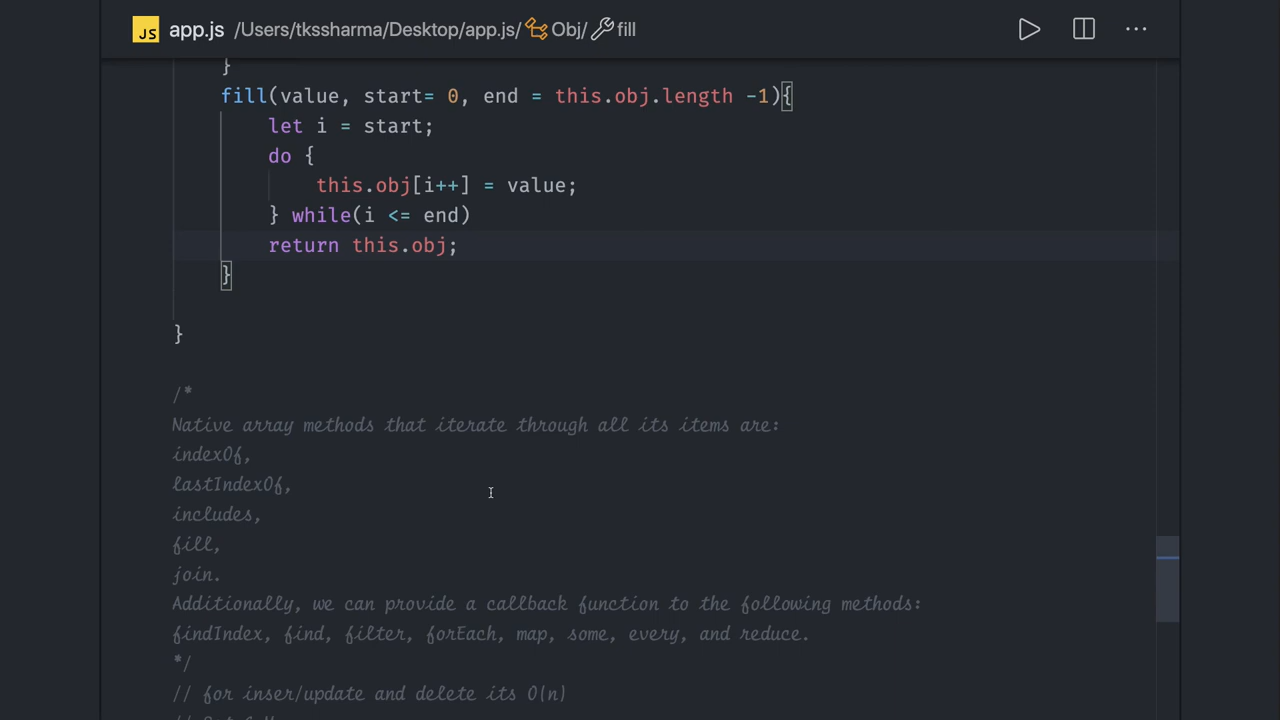 JS app.js /Users/tkssharma/Desktop/app.js/ Obj/ fill
}
fill(value, start= 0, end = this.obj.length -1){
let i = start;
do {
this.obj[i++] = value;
} while(i <= end)
return this.obj;
}
}
/*
Native array methods that iterate through all its items are:
indexOf,
lastIndexOf,
includes,
fill,
join.
Additionally, we can provide a callback function to the following methods:
findIndex, find, filter, forEach, map, some, every, and reduce.
*/
// for inser/update and delete its O(n)